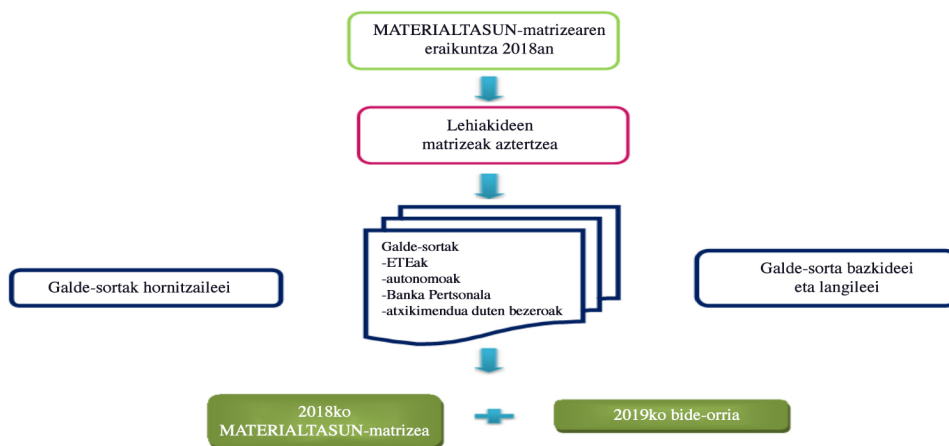 MATERIALTASUN-matrizearen
eraikuntza 2018an
Lehiakideen
matrizeak aztertzea
Galde-sortak hornitzaileei
Galde-sortak
-ETEak
-autonomoak
-Banka Pertsonala
-atxikimendua duten bezeroak
Galde-sorta bazkideei
eta langileei
2018ko
MATERIALTASUN-matrizea
2019ko bide-orria